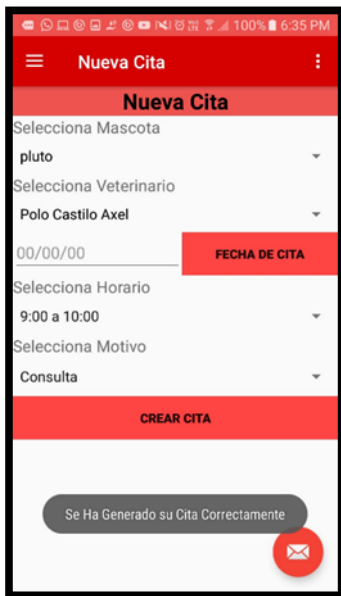 100% 6:35 PM
Nueva Cita
Nueva Cita
Selecciona Mascota
pluto
Selecciona Veterinario
Polo Castilo Axel
00/00/00 FECHA DE CITA
Selecciona Horario
9:00 a 10:00
Selecciona Motivo
Consulta
CREAR CITA
Se Ha Generado su Cita Correctamente